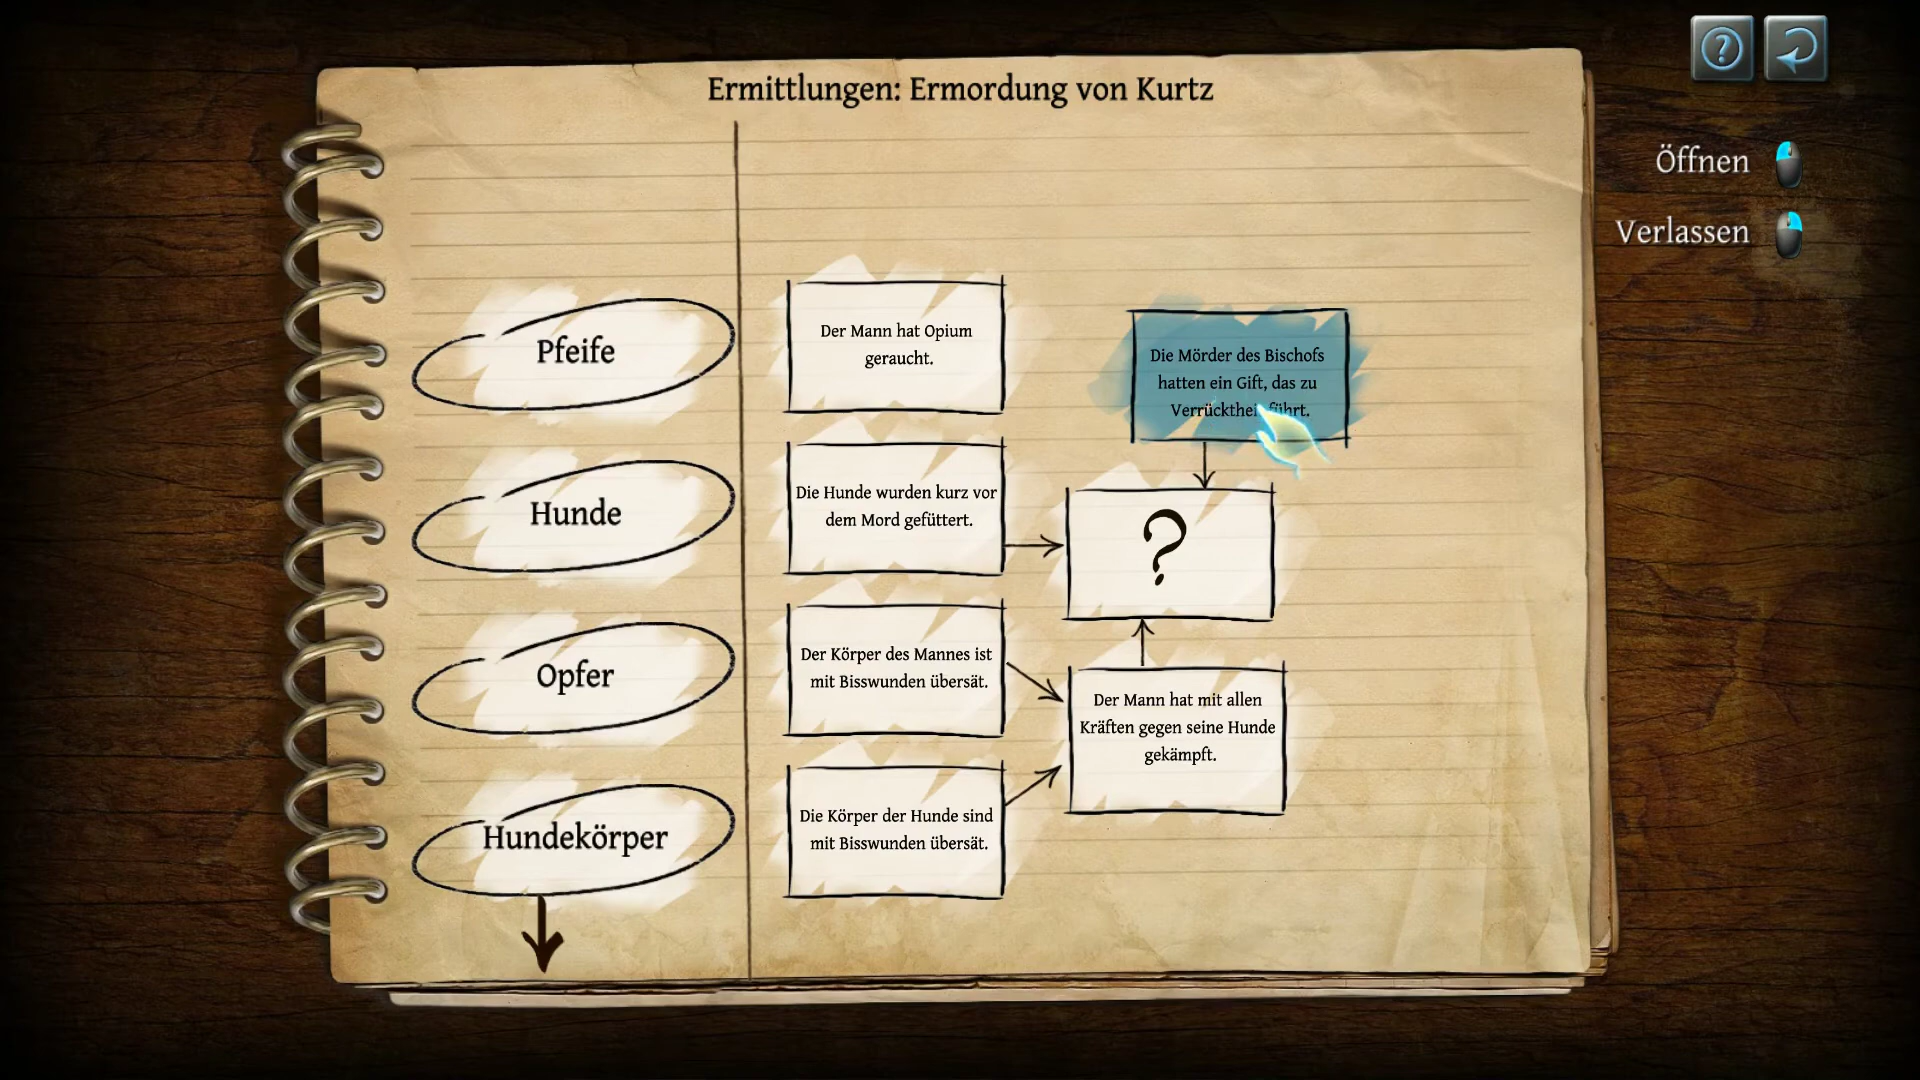 Ermittlungen: Ermordung von Kurtz
Öffnen
Verlassen
Pfeife
Der Mann hat Opium
geraucht.
Die Mörder des Bischofs
hatten ein Gift, das zu
führt.
Hunde
Die Hunde wurden kurz vor
dem Mord gefüttert.
?
Opfer
Der Körper des Mannes ist
mit Bisswunden übersät.
Der Mann hat mit allen
Kräften gegen seine Hunde
gekämpft.
Hundekörper
Die Körper der Hunde sind
mit Bisswunden übersät.